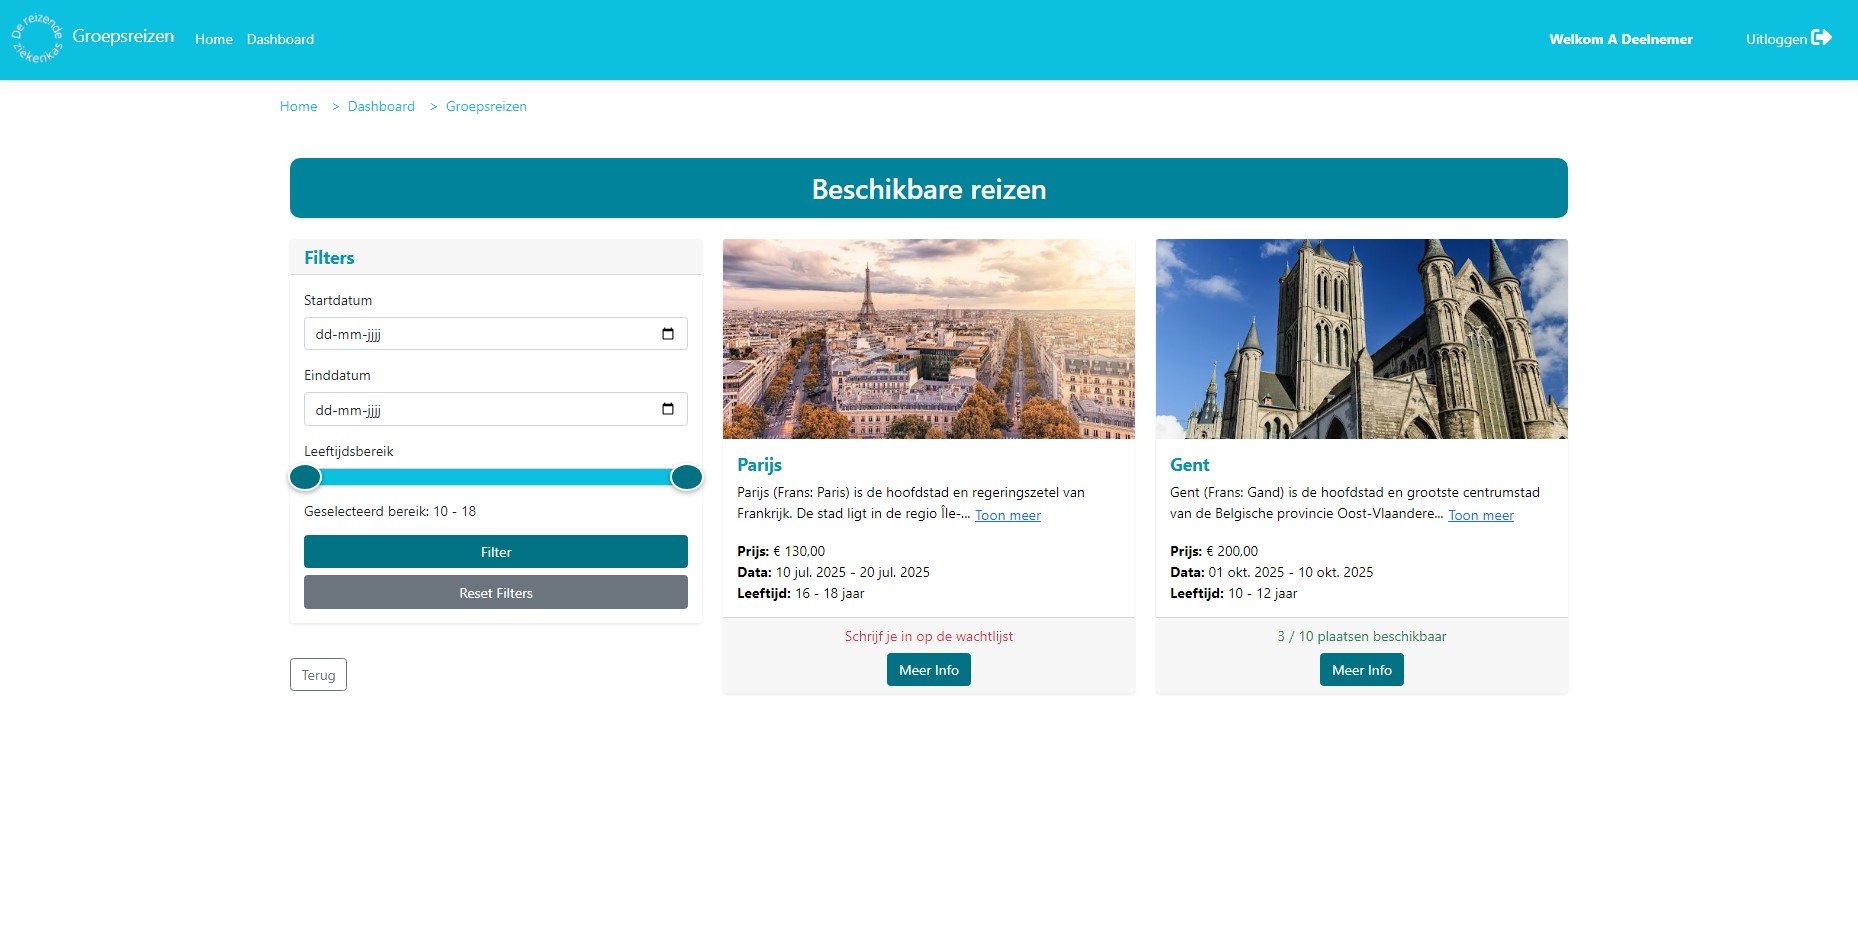 De reizende
ziekenkas
Groepsreizen
Home
Dashboard
Welkom A Deelnemer
Uitloggen
Home > Dashboard > Groepsreizen
Beschikbare reizen
Filters
Startdatum
dd-mm-jjjj
Einddatum
dd-mm-jjjj
Leeftijdsbereik
Geselecteerd bereik: 10 - 18
Filter
Reset Filters
Terug
Parijs
Parijs (Frans: Paris) is de hoofdstad en regeringszetel van
Frankrijk. De stad ligt in de regio Île-... Toon meer
Prijs: € 130,00
Data: 10 jul. 2025 - 20 jul. 2025
Leeftijd: 16 - 18 jaar
Schrijf je in op de wachtlijst
Meer Info
Gent
Gent (Frans: Gand) is de hoofdstad en grootste centrumstad
van de Belgische provincie Oost-Vlaandere... Toon meer
Prijs: € 200,00
Data: 01 okt. 2025 - 10 okt. 2025
Leeftijd: 10 - 12 jaar
3 / 10 plaatsen beschikbaar
Meer Info